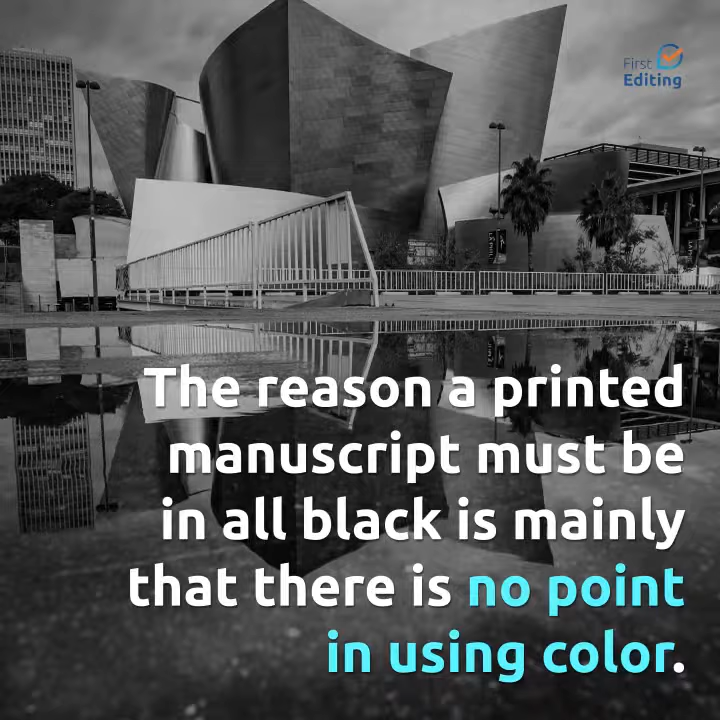 First
Editing
The reason a printed
manuscript must be
in all black is mainly
that there is no point
in using color.